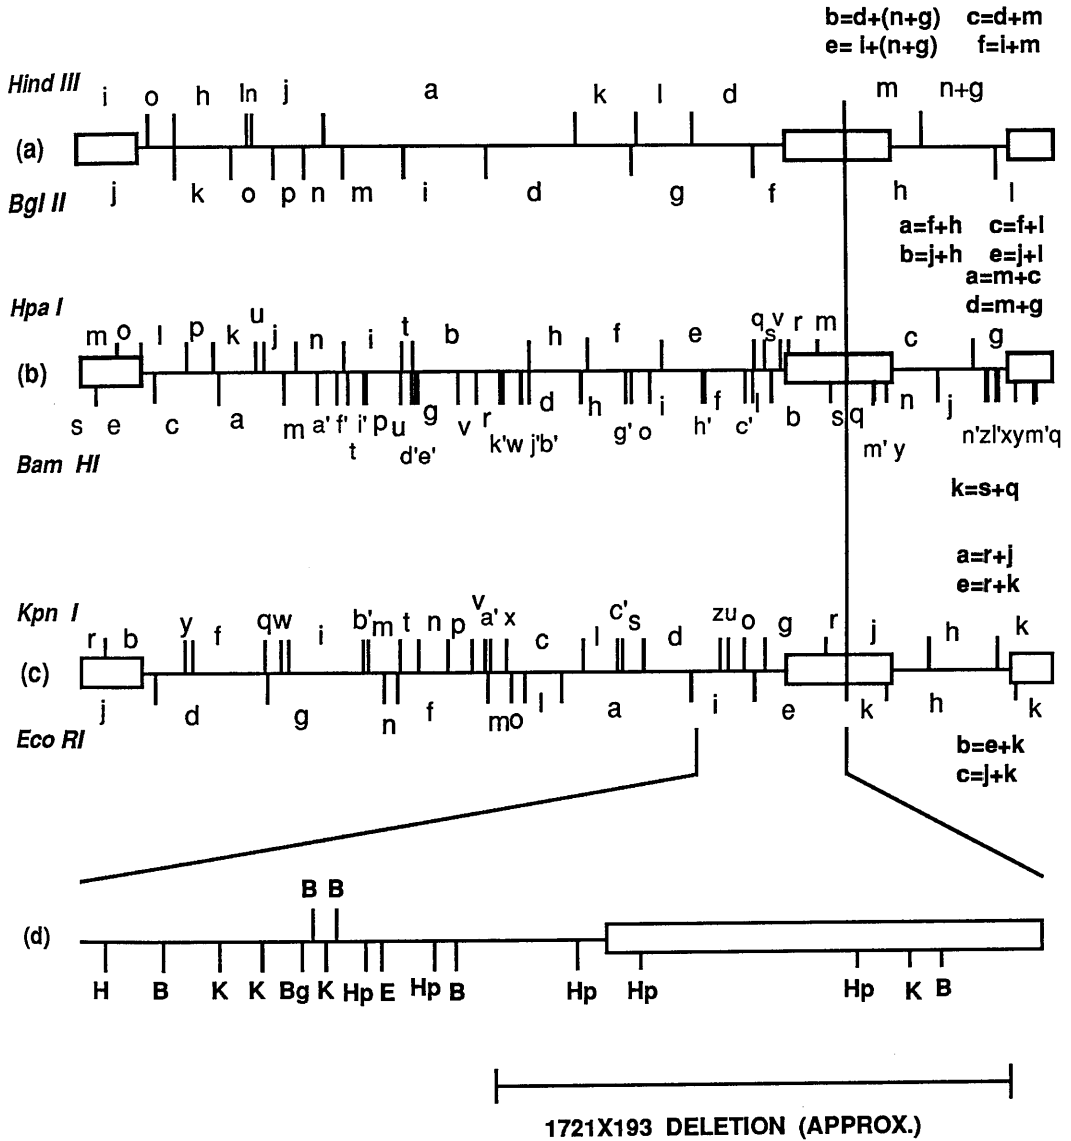 b=d+(n+g) c=d+m
e= i+(n+g) f=i+m
Hind III
i o h ln j a k l d m n+g
(a)
j k o p n m i d g f h l
Bgl II
a=f+h c=f+l
b=j+h e=j+l
a=m+c
d=m+g
Hpa I
m o l p k u j n i t b h f e q s v r m c g
(b)
s e c a m a' f' t i' p u d'e' g v r k'w j'b' d h g' o i h' f c' l b s q m' y n j n'zl'xym'q
Bam HI
k=s+q
a=r+j
e=r+k
Kpn I
r b y f q w i b' m t n p v a' x c l c' s d z u o g r j h k
(c)
j d g n f m o l a i e k h k
Eco RI
b=e+k
c=j+k
B B
(d)
H B K K Bg K Hp E Hp B Hp Hp Hp K B
1721X193 DELETION (APPROX.)